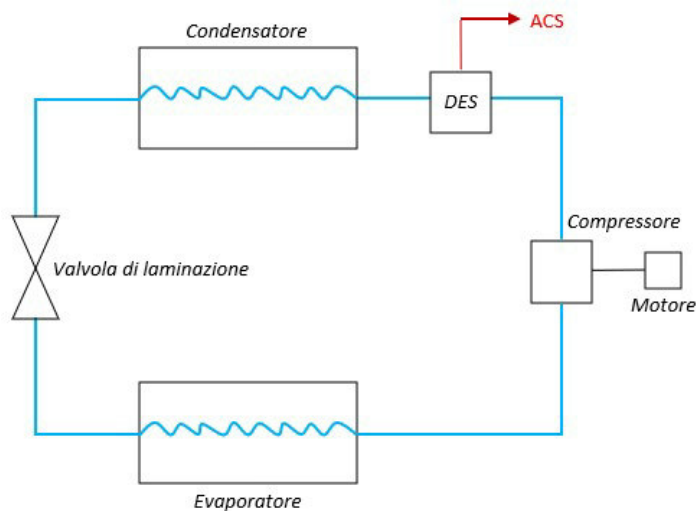 Condensatore
ACS
DES
Compressore
Valvola di laminazione
Motore
Evaporatore